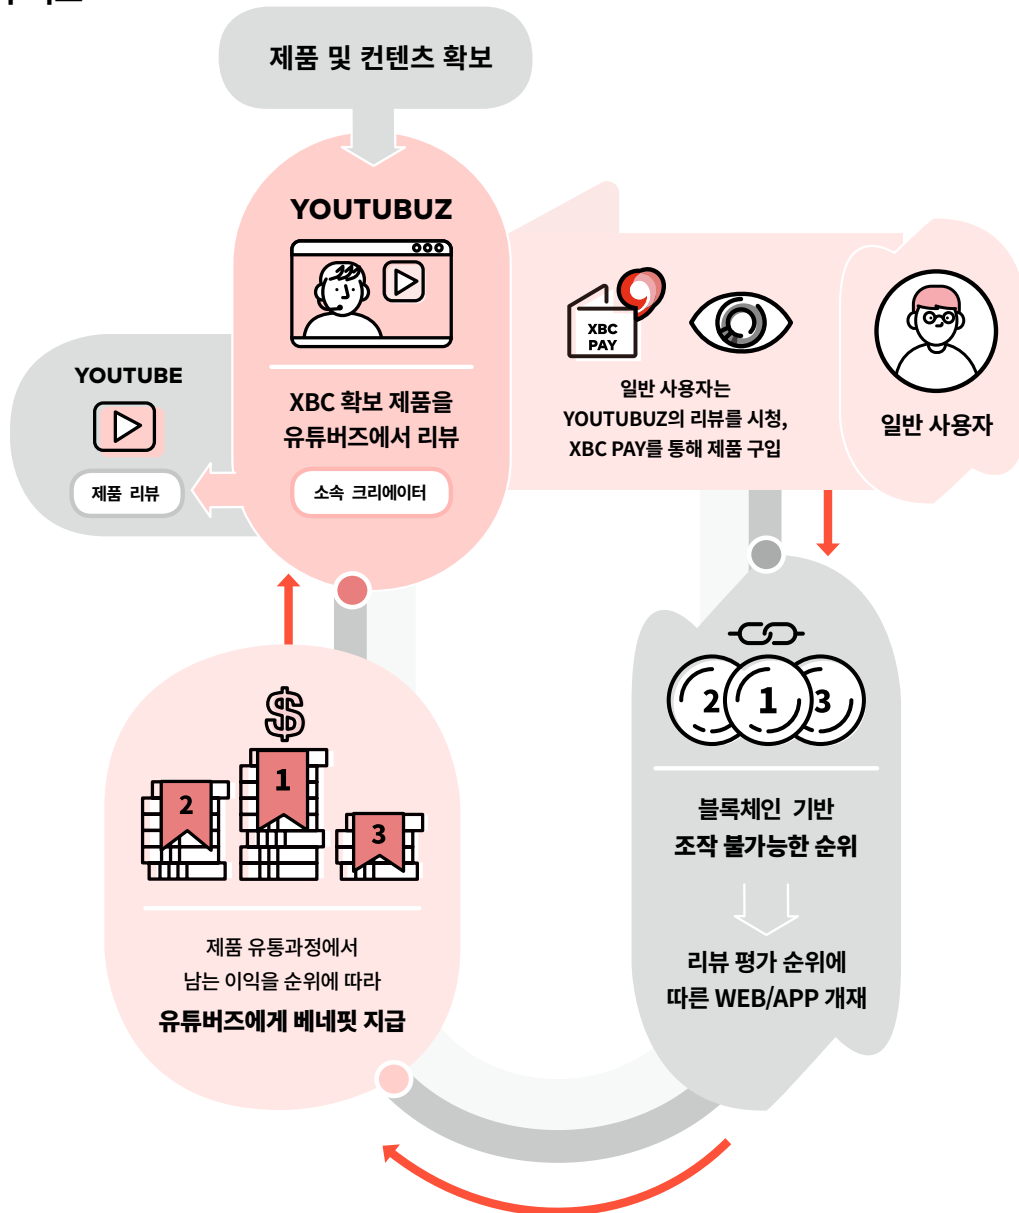 제품 및 컨텐츠 확보
YOUTUBUZ
XBC 확보 제품을
유튜버즈에서 리뷰
소속 크리에이터
YOUTUBE
제품 리뷰
XBC
PAY
일반 사용자는
YOUTUBUZ의 리뷰를 시청,
XBC PAY를 통해 제품 구입
일반 사용자
2
1
3
블록체인 기반
조작 불가능한 순위
리뷰 평가 순위에
따른 WEB/APP 개재
$
2
1
3
제품 유통과정에서
남는 이익을 순위에 따라
유튜버즈에게 베네핏 지급